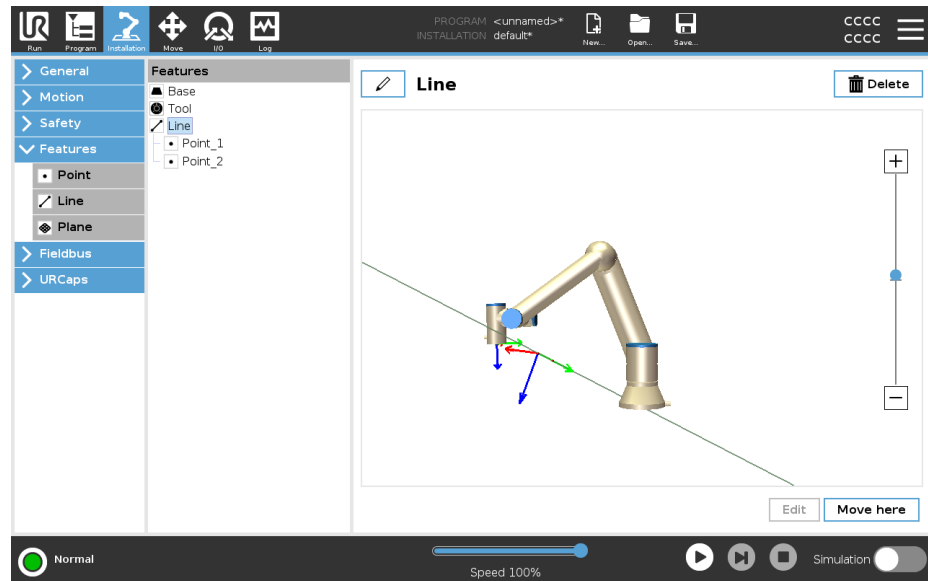 PROGRAM <unnamed>*
INSTALLATION default*
Run Program Installation Move I/O Log
New... Open... Save...
CCCC
CCCC
General
Motion
Safety
Features
Point
Line
Plane
Fieldbus
URCaps
Features
Base
Tool
Line
Point_1
Point_2
Line
Delete
Edit
Move here
Normal
Speed 100%
Simulation